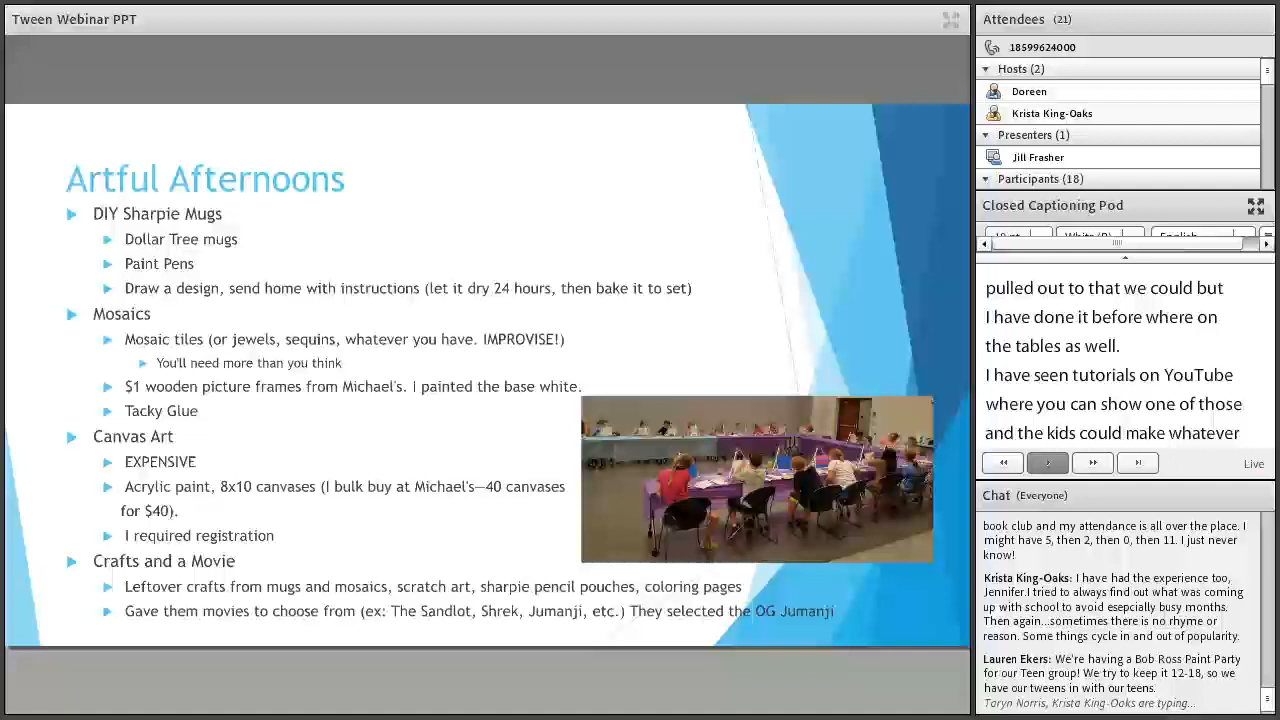 Tween Webinar PPT
Artful Afternoons
DIY Sharpie Mugs
Dollar Tree mugs
Paint Pens
Draw a design, send home with instructions (let it dry 24 hours, then bake it to set)
Mosaics
Mosaic tiles (or jewels, sequins, whatever you have. IMPROVISE!)
You'll need more than you think
$1 wooden picture frames from Michael's. I painted the base white.
Tacky Glue
Canvas Art
EXPENSIVE
Acrylic paint, 8x10 canvases (I bulk buy at Michael's—40 canvases
for $40).
I required registration
Crafts and a Movie
Leftover crafts from mugs and mosaics, scratch art, sharpie pencil pouches, coloring pages
Gave them movies to choose from (ex: The Sandlot, Shrek, Jumanji, etc.) They selected the OG Jumanji
Attendees (21)
18599624000
Hosts (2)
Doreen
Krista King-Oaks
Presenters (1)
Jill Frasher
Participants (18)
Closed Captioning Pod
pulled out to that we could but
I have done it before where on
the tables as well.
I have seen tutorials on YouTube
where you can show one of those
and the kids could make whatever
Live
Chat (Everyone)
book club and my attendance is all over the place. I
might have 5, then 2, then 0, then 11. I just never
know!
Krista King-Oaks: I have had the experience too,
Jennifer.I tried to always find out what was coming
up with school to avoid esepcially busy months.
Then again...sometimes there is no rhyme or
reason. Some things cycle in and out of popularity.
Lauren Ekers: We're having a Bob Ross Paint Party
for our Teen group! We try to keep it 12-18, so we
have our tweens in with our teens.
Taryn Norris, Krista King-Oaks are typing...